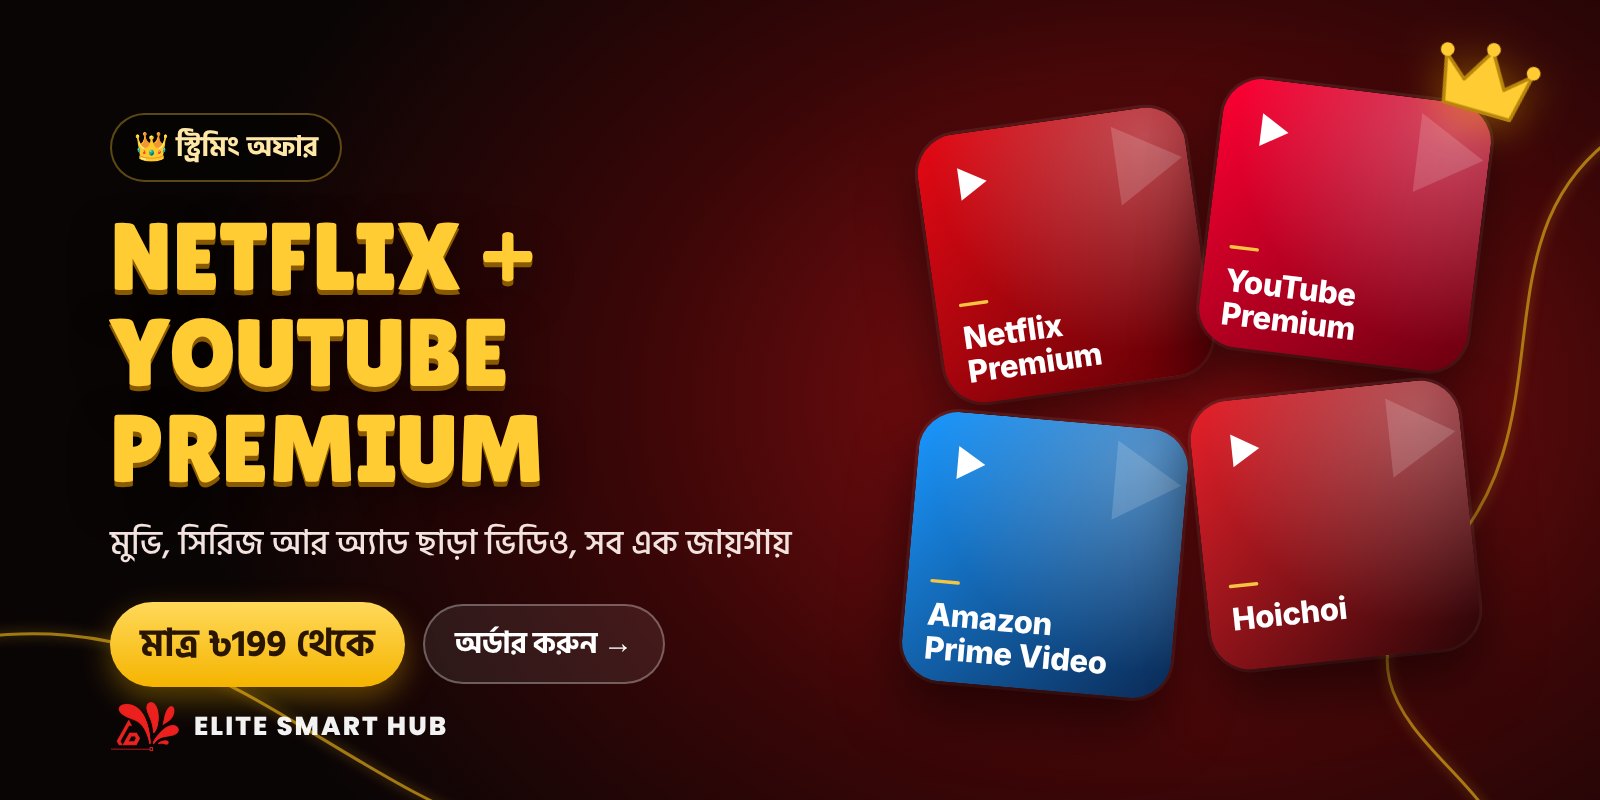 👑 স্ট্রিমিং অফার
NETFLIX +
YOUTUBE
PREMIUM
মুভি, সিরিজ আর অ্যাড ছাড়া ভিডিও, সব এক জায়গায়
মাত্র ৳199 থেকে
অর্ডার করুন →
ELITE SMART HUB
Netflix
Premium
YouTube
Premium
Amazon
Prime Video
Hoichoi